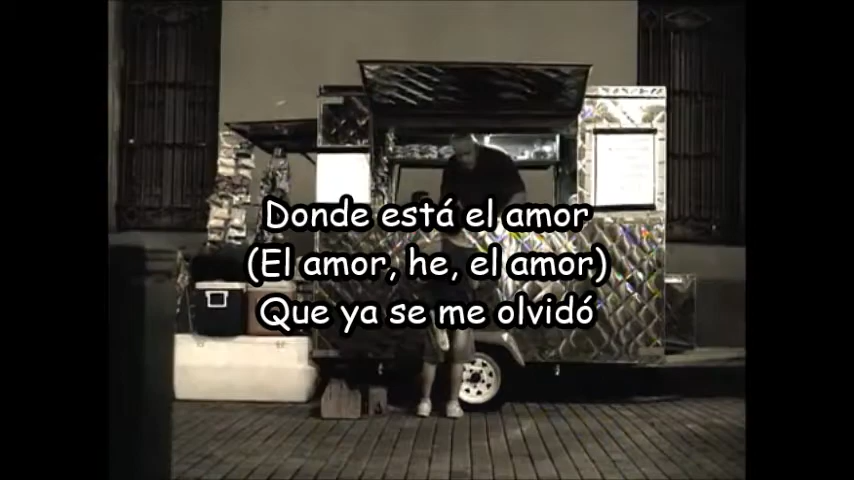 Donde está el amor
(El amor, he, el amor)
Que ya se me olvidó